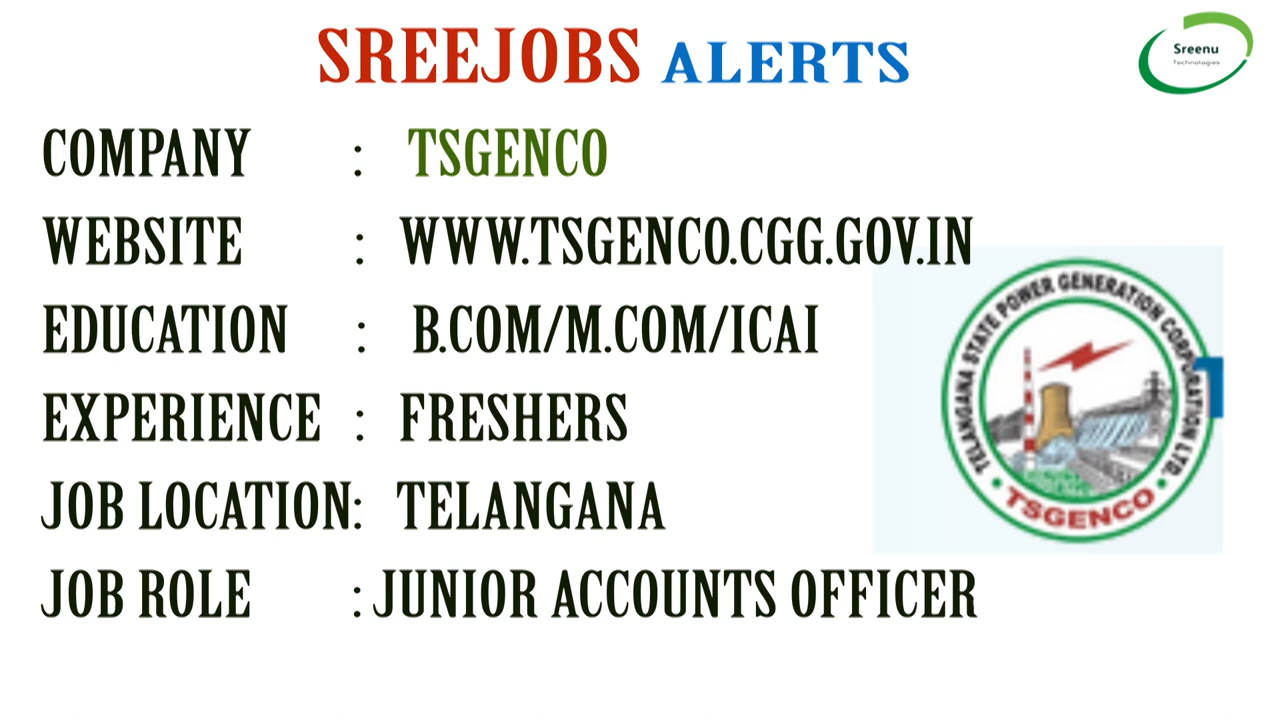 SREEJOBS ALERTS
Sreenu
Technologies
COMPANY : TSGENCO
WEBSITE : WWW.TSGENCO.CGG.GOV.IN
EDUCATION : B.COM/M.COM/ICAI
EXPERIENCE : FRESHERS
JOB LOCATION: TELANGANA
JOB ROLE : JUNIOR ACCOUNTS OFFICER
TELANGANA STATE POWER GENERATION CORPORATION LTD.
TSGENCO